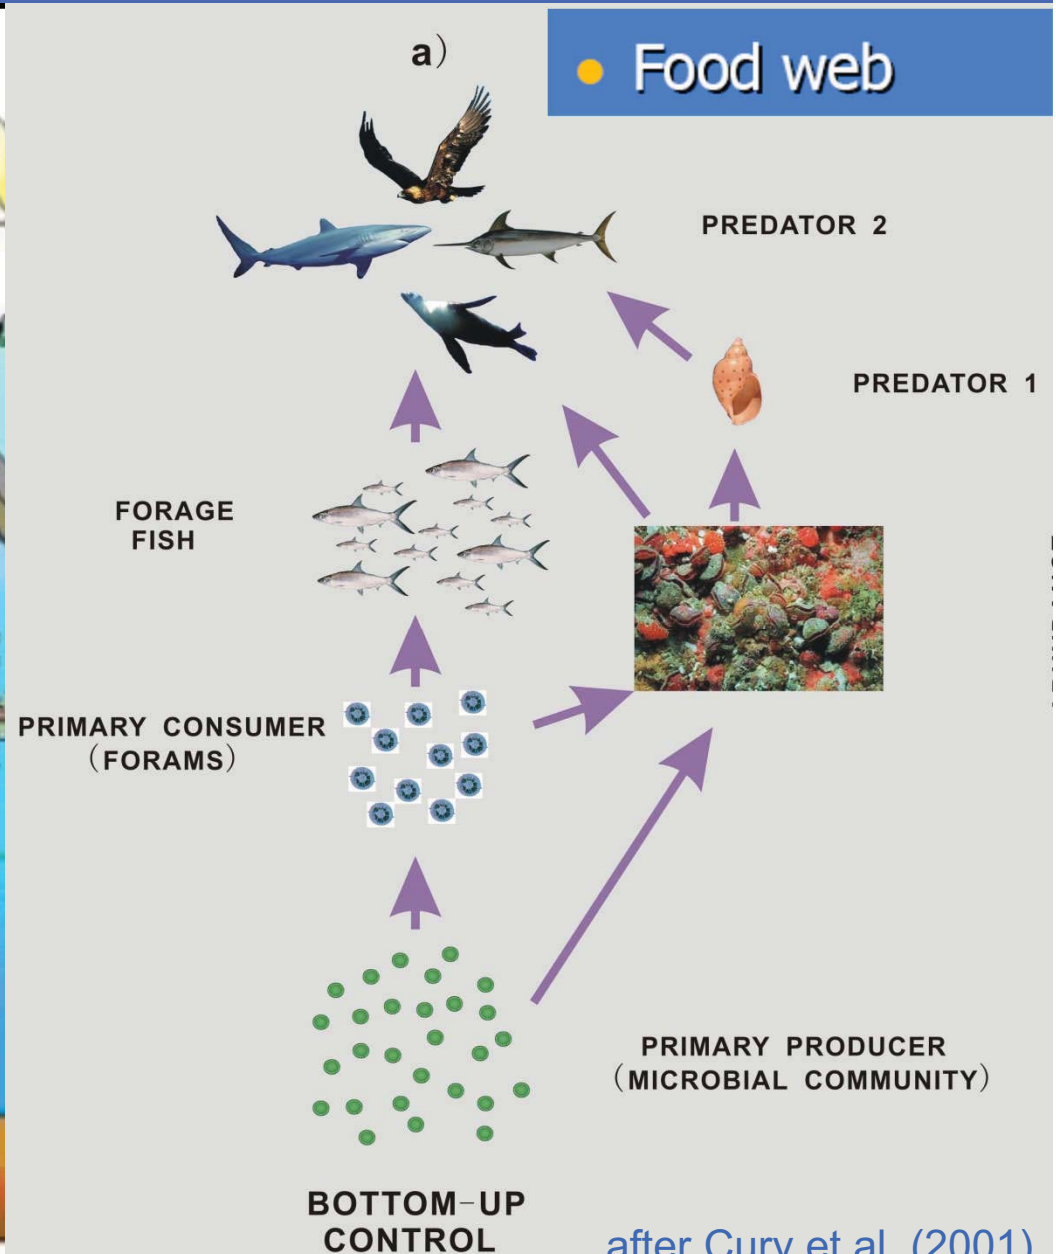 a)
• Food web
PREDATOR 2
PREDATOR 1
FORAGE
FISH
PRIMARY CONSUMER
(FORAMS)
PRIMARY PRODUCER
(MICROBIAL COMMUNITY)
BOTTOM-UP
CONTROL
after Cury et al. (2001)